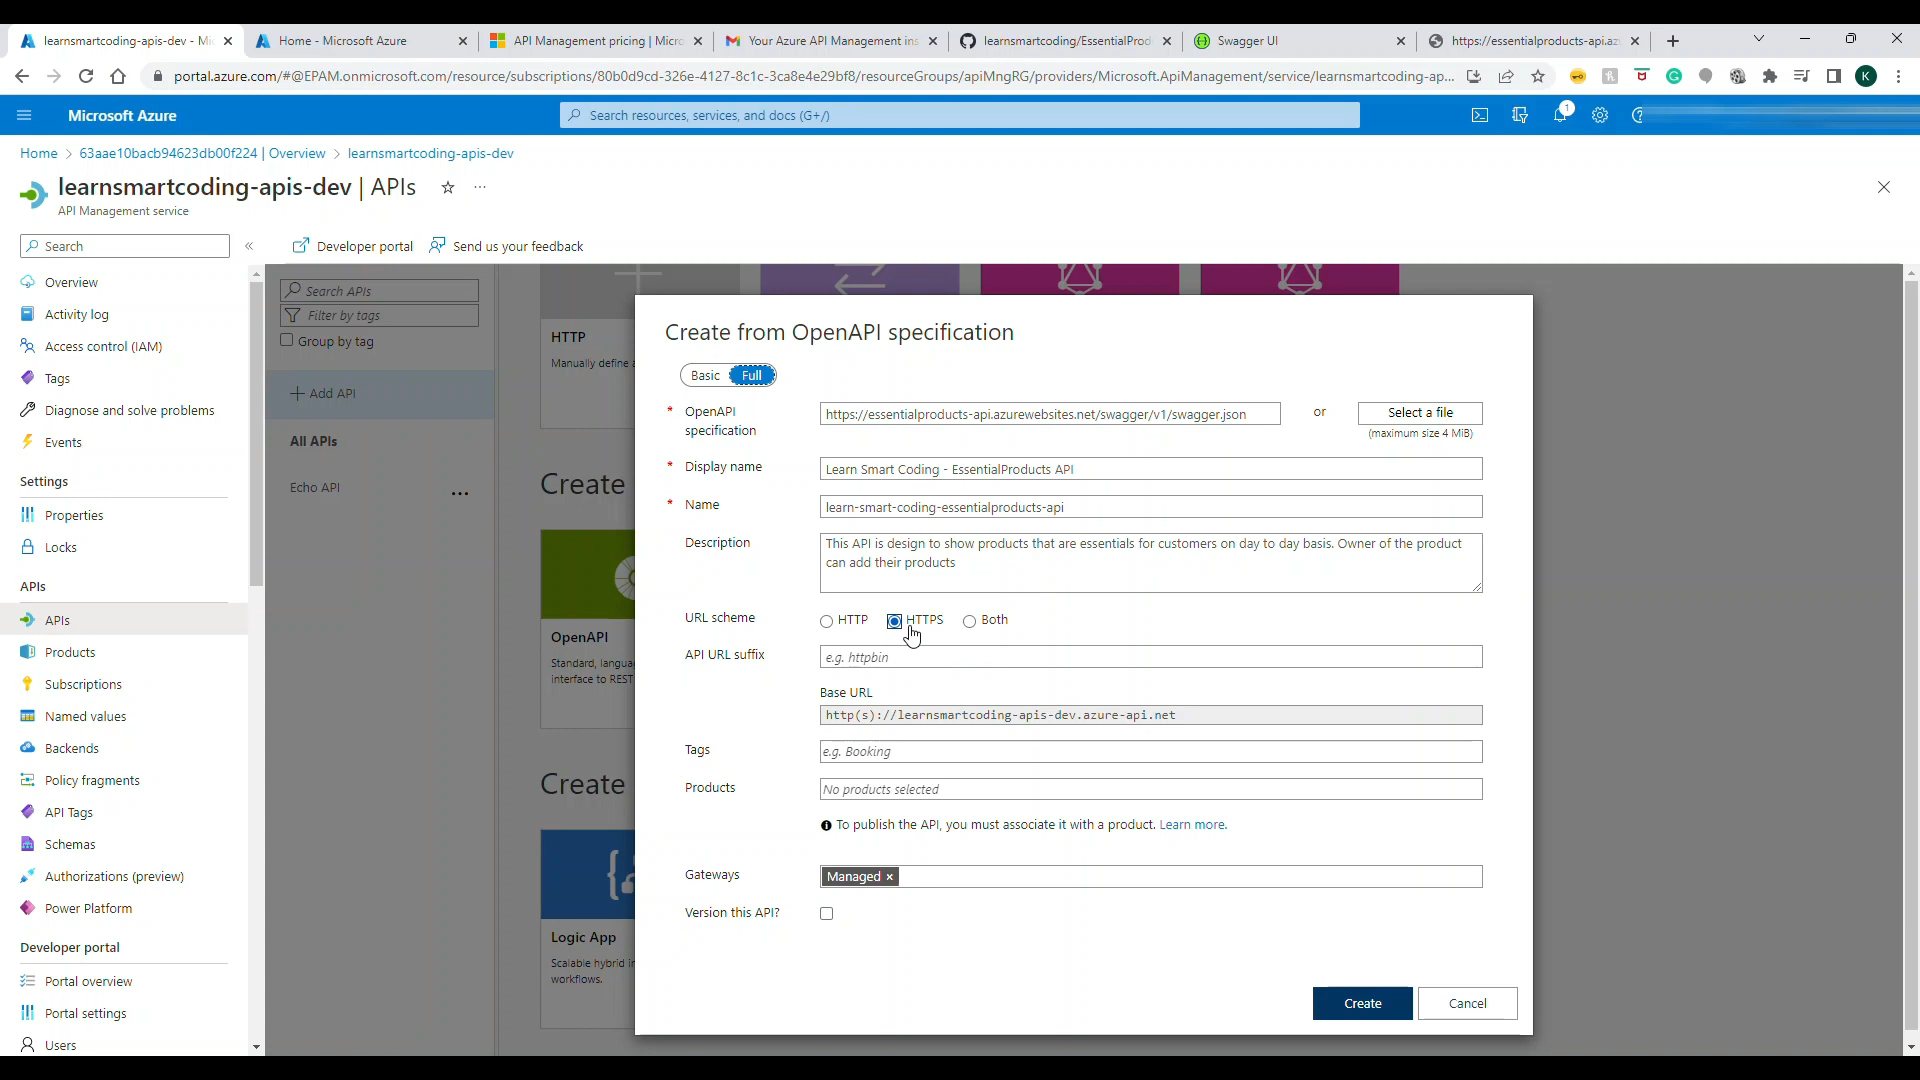 learnsmartcoding-apis-dev - Mi
Home - Microsoft Azure
API Management pricing | Micro
Your Azure API Management ins
learnsmartcoding/EssentialProd
Swagger UI
https://essentialproducts-api.az
portal.azure.com/#@EPAM.onmicrosoft.com/resource/subscriptions/80b0d9cd-326e-4127-8c1c-3ca8e4e29bf8/resourceGroups/apiMngRG/providers/Microsoft.ApiManagement/service/learnsmartcoding-ap...
K
Microsoft Azure
Search resources, services, and docs (G+/)
1
Home > 63aae10bacb94623db00f224 | Overview > learnsmartcoding-apis-dev
learnsmartcoding-apis-dev | APIs
API Management service
Search
Developer portal
Send us your feedback
Overview
Activity log
Access control (IAM)
Tags
Diagnose and solve problems
Events
Settings
Properties
Locks
APIs
APIs
Products
Subscriptions
Named values
Backends
Policy fragments
API Tags
Schemas
Authorizations (preview)
Power Platform
Developer portal
Portal overview
Portal settings
Users
Search APIs
Filter by tags
Group by tag
+ Add API
All APIs
Echo API
...
HTTP
Manually define
Create
OpenAPI
Standard, langua
interface to REST
Create
Logic App
Scalable hybrid in
workflows.
Create from OpenAPI specification
Basic Full
* OpenAPI specification
https://essentialproducts-api.azurewebsites.net/swagger/v1/swagger.json
or
Select a file
(maximum size 4 MiB)
* Display name
Learn Smart Coding - EssentialProducts API
* Name
learn-smart-coding-essentialproducts-api
Description
This API is design to show products that are essentials for customers on day to day basis. Owner of the product
can add their products
URL scheme
HTTP HTTPS Both
API URL suffix
e.g. httpbin
Base URL
http(s)://learnsmartcoding-apis-dev.azure-api.net
Tags
e.g. Booking
Products
No products selected
To publish the API, you must associate it with a product. Learn more.
Gateways
Managed ×
Version this API?
Create
Cancel